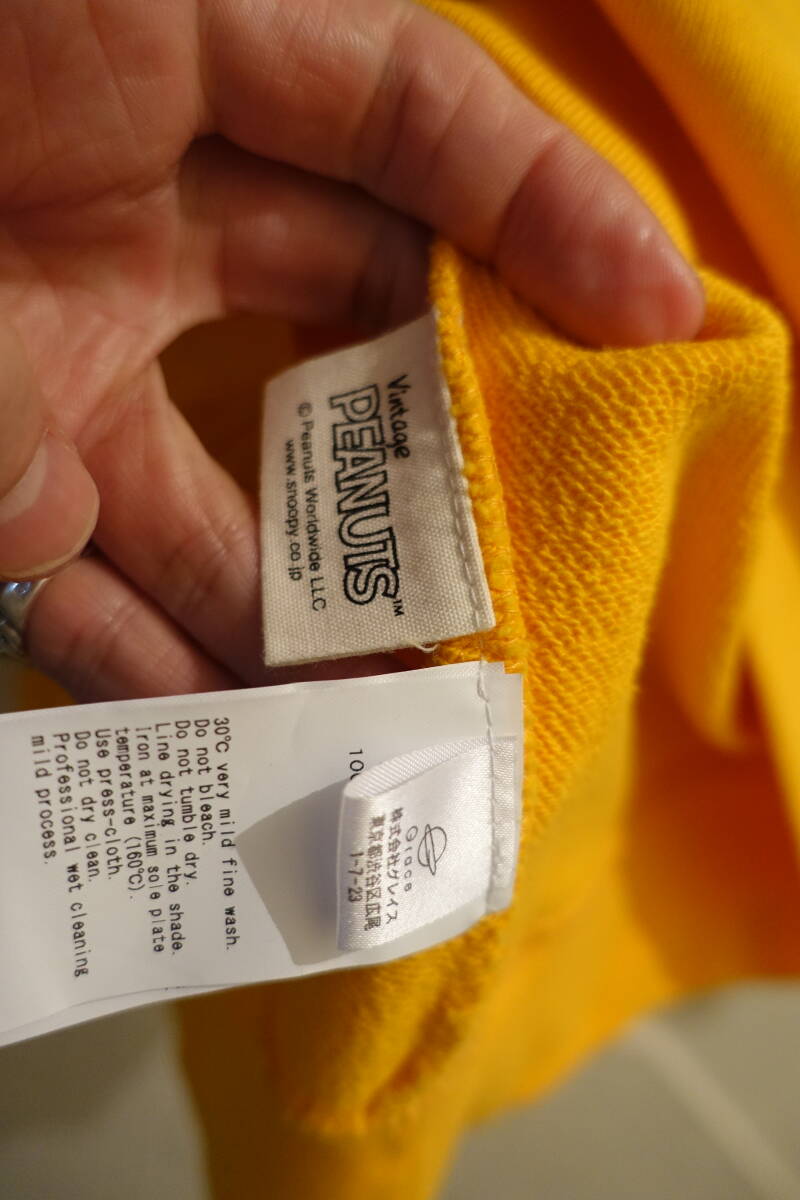 Vintage
PEANUTS™
© Peanuts Worldwide LLC
www.snoopy.co.jp
30℃ very mild fine wash.
Do not bleach.
Do not tumble dry.
Line drying in the shade.
Iron at maximum sole plate
temperature (160℃).
Use press-cloth.
Do not dry clean.
Professional wet cleaning
mild process.
Grace
株式会社グレイス
東京都渋谷区広尾
1-7-23